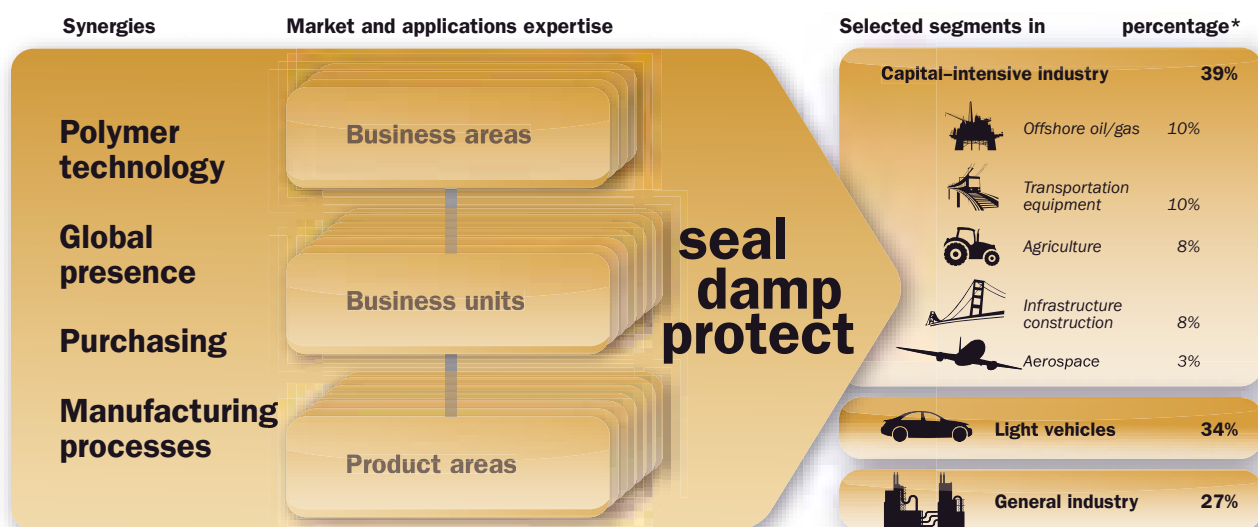 Synergies
Market and applications expertise
Selected segments in percentage*
Polymer
technology
Global
presence
Purchasing
Manufacturing
processes
Business areas
Business units
Product areas
seal
damp
protect
Capital–intensive industry 39%
Offshore oil/gas 10%
Transportation
equipment 10%
Agriculture 8%
Infrastructure
construction 8%
Aerospace 3%
Light vehicles 34%
General industry 27%